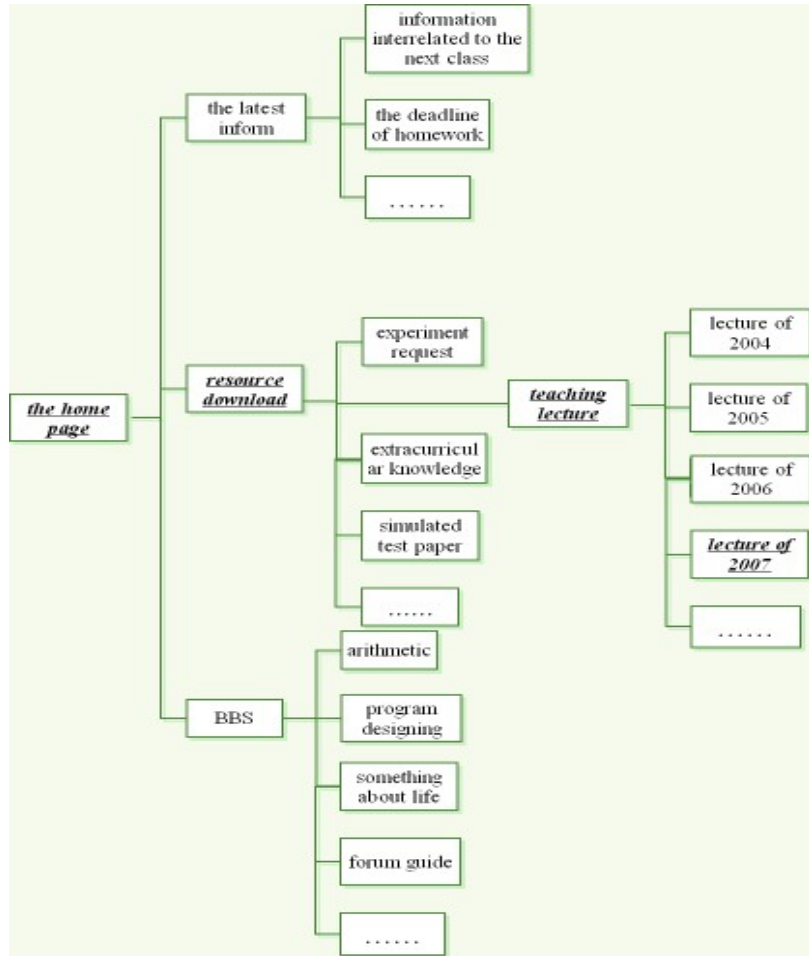 information
interrelated to the
next class
the latest
inform
the deadline
of homework
......
the home
page
resource
download
experiment
request
teaching
lecture
extracurricul
ar knowledge
simulated
test paper
......
lecture of
2004
lecture of
2005
lecture of
2006
lecture of
2007
......
BBS
arithmetic
program
designing
something
about life
forum guide
......